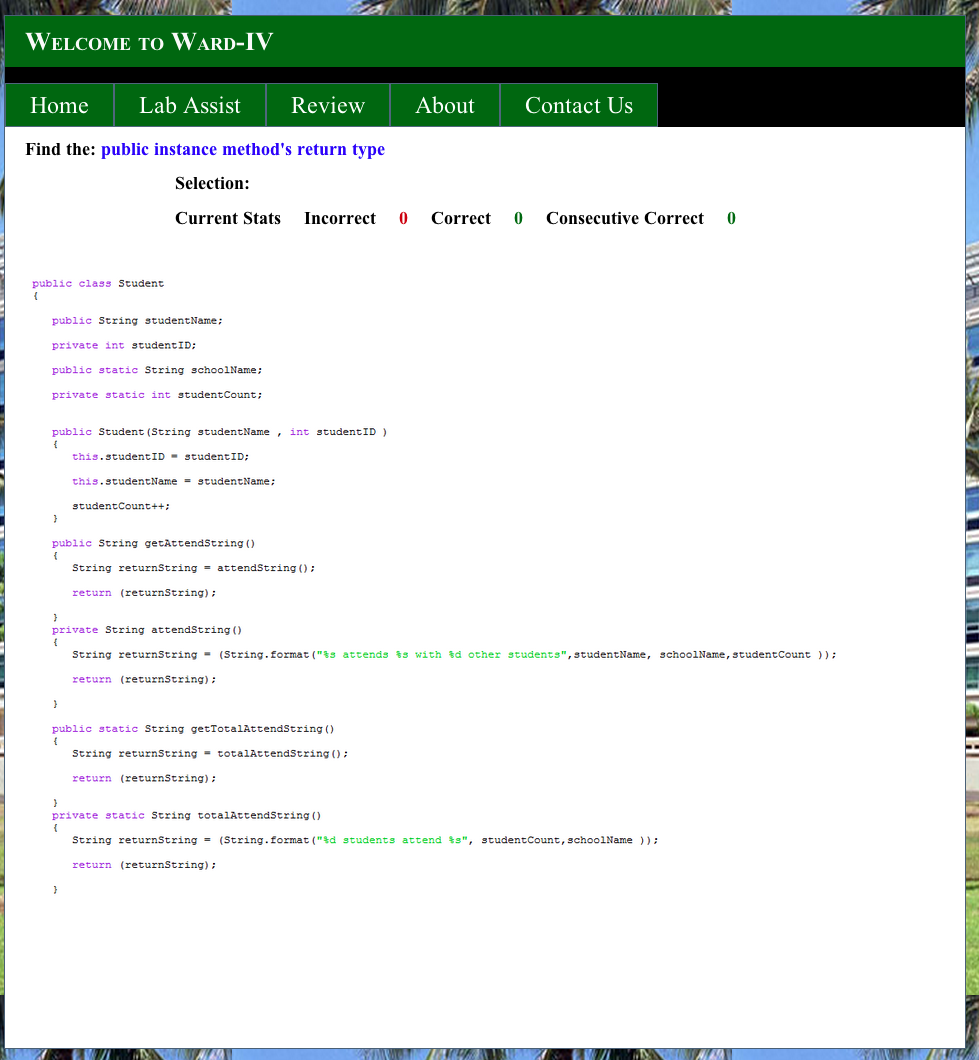 Welcome to Ward-IV
Home Lab Assist Review About Contact Us
Find the: public instance method's return type
Selection:
Current Stats Incorrect 0 Correct 0 Consecutive Correct 0
public class Student
{
public String studentName;
private int studentID;
public static String schoolName;
private static int studentCount;
public Student(String studentName , int studentID )
{
this.studentID = studentID;
this.studentName = studentName;
studentCount++;
}
public String getAttendString()
{
String returnString = attendString();
return (returnString);
}
private String attendString()
{
String returnString = (String.format("%s attends %s with %d other students",studentName, schoolName,studentCount ));
return (returnString);
}
public static String getTotalAttendString()
{
String returnString = totalAttendString();
return (returnString);
}
private static String totalAttendString()
{
String returnString = (String.format("%d students attend %s", studentCount,schoolName ));
return (returnString);
}